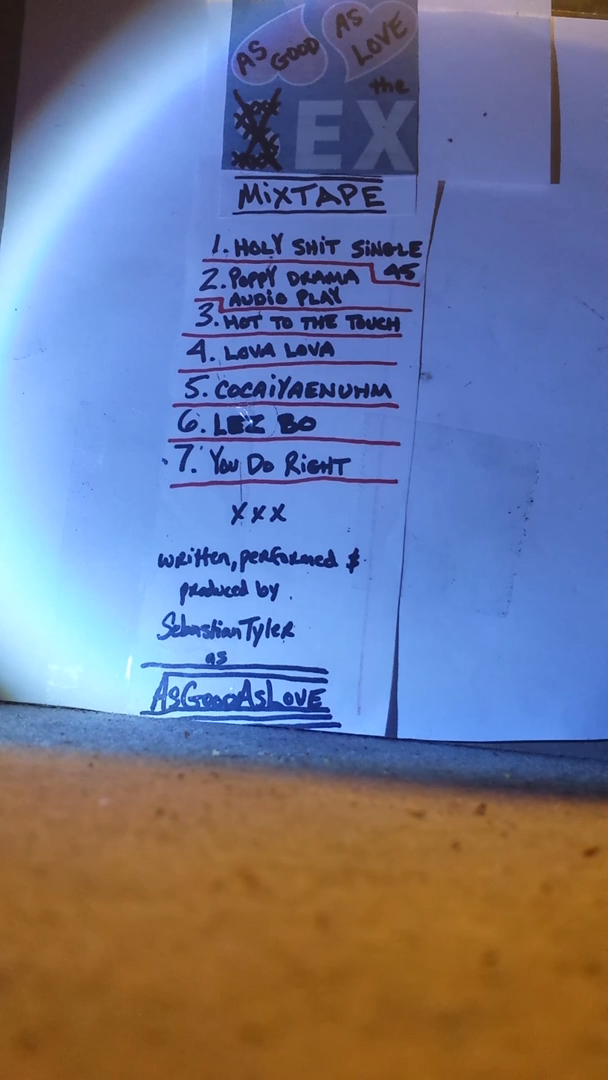 AS GOOD
AS LOVE
the
EX
MiXTAPE
1. HOLY SHIT SINGLE
45
2. POPPY DRAMA
AUDIO PLAY
3. HOT TO THE TOUCH
4. LOVA LOVA
5. COCAiYAENUHM
6. LEZ BO
7. YOU DO RIGHT
XXX
written, performed &
produced by
Sebastian Tyler
as
ASGOODASLOVE